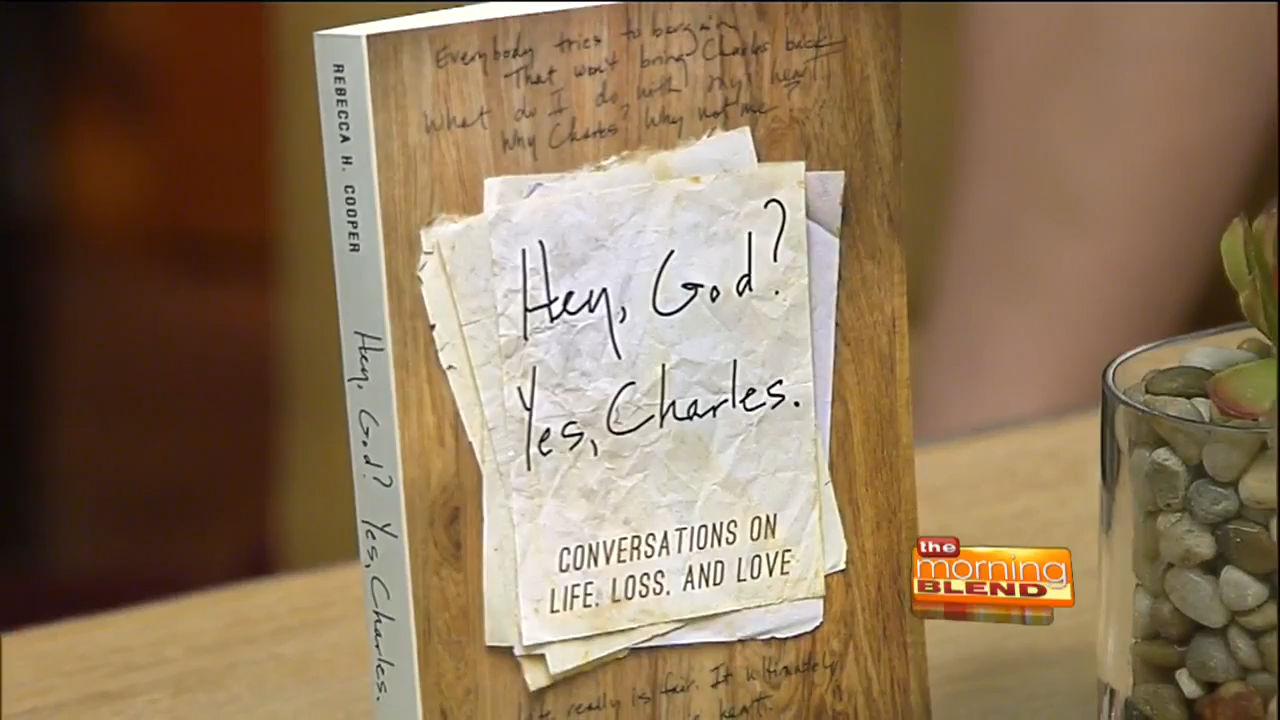 Everybody tries to bargain
That won't bring Charles back
What do I do with my heart?
Why Charles? Why not me
Hey, God?
Yes, Charles.
CONVERSATIONS ON
LIFE, LOSS, AND LOVE
really is fair. It ultimately
heart.
REBECCA H. COOPER
Hey, God? Yes, Charles.
the
morning
BLEND